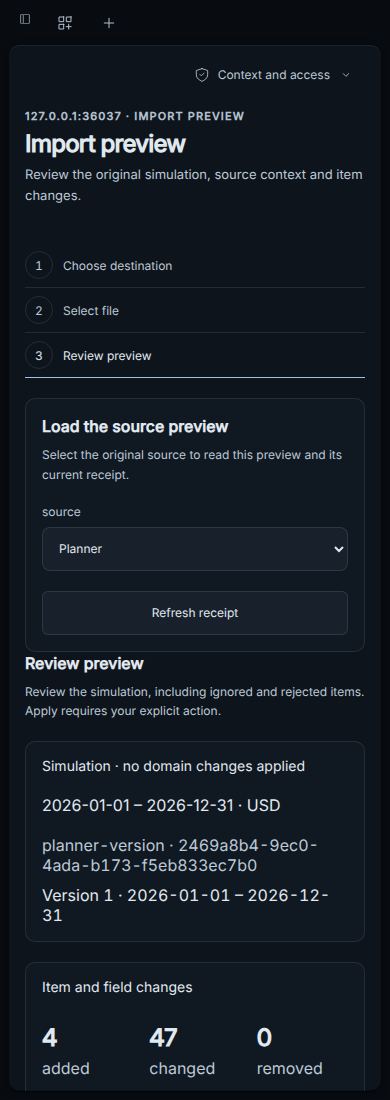 Context and access
127.0.0.1:36037 · IMPORT PREVIEW
Import preview
Review the original simulation, source context and item
changes.
1 Choose destination
2 Select file
3 Review preview
Load the source preview
Select the original source to read this preview and its
current receipt.
source
Planner
Refresh receipt
Review preview
Review the simulation, including ignored and rejected items.
Apply requires your explicit action.
Simulation · no domain changes applied
2026-01-01 – 2026-12-31 · USD
planner-version · 2469a8b4-9ec0-
4ada-b173-f5eb833ec7b0
Version 1 · 2026-01-01 – 2026-12-
31
Item and field changes
4 47 0
added changed removed